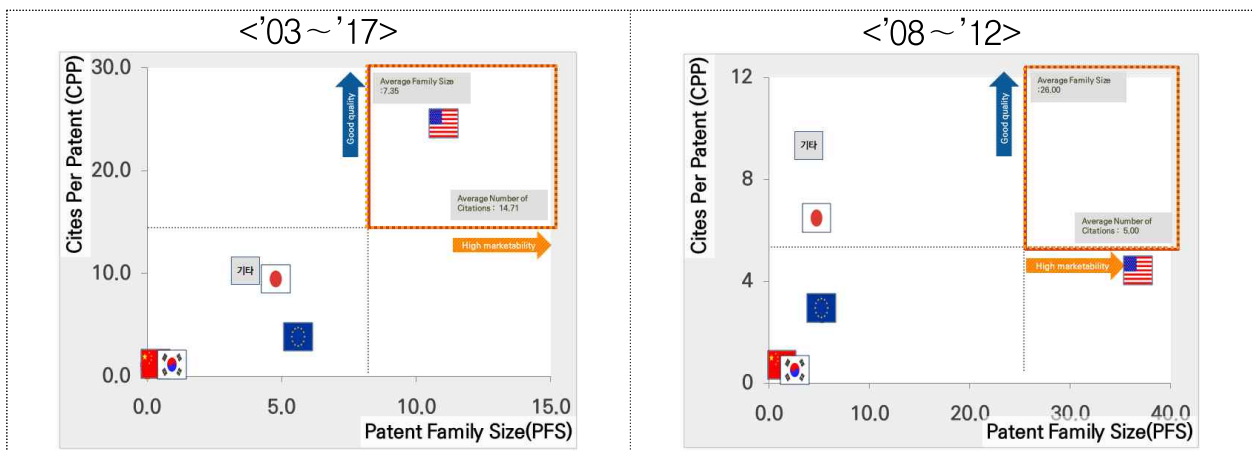 <’03～’17>
Cites Per Patent (CPP)
30.0
20.0
10.0
0.0
Good quality
Average Family Size
:7.35
Average Number of
Citations : 14.71
High marketability
기타
0.0 5.0 10.0 15.0
Patent Family Size(PFS)
<’08～’12>
Cites Per Patent (CPP)
12
8
4
0
Good quality
Average Family Size
:26.00
기타
Average Number of
Citations : 5.00
High marketability
0.0 10.0 20.0 30.0 40.0
Patent Family Size(PFS)